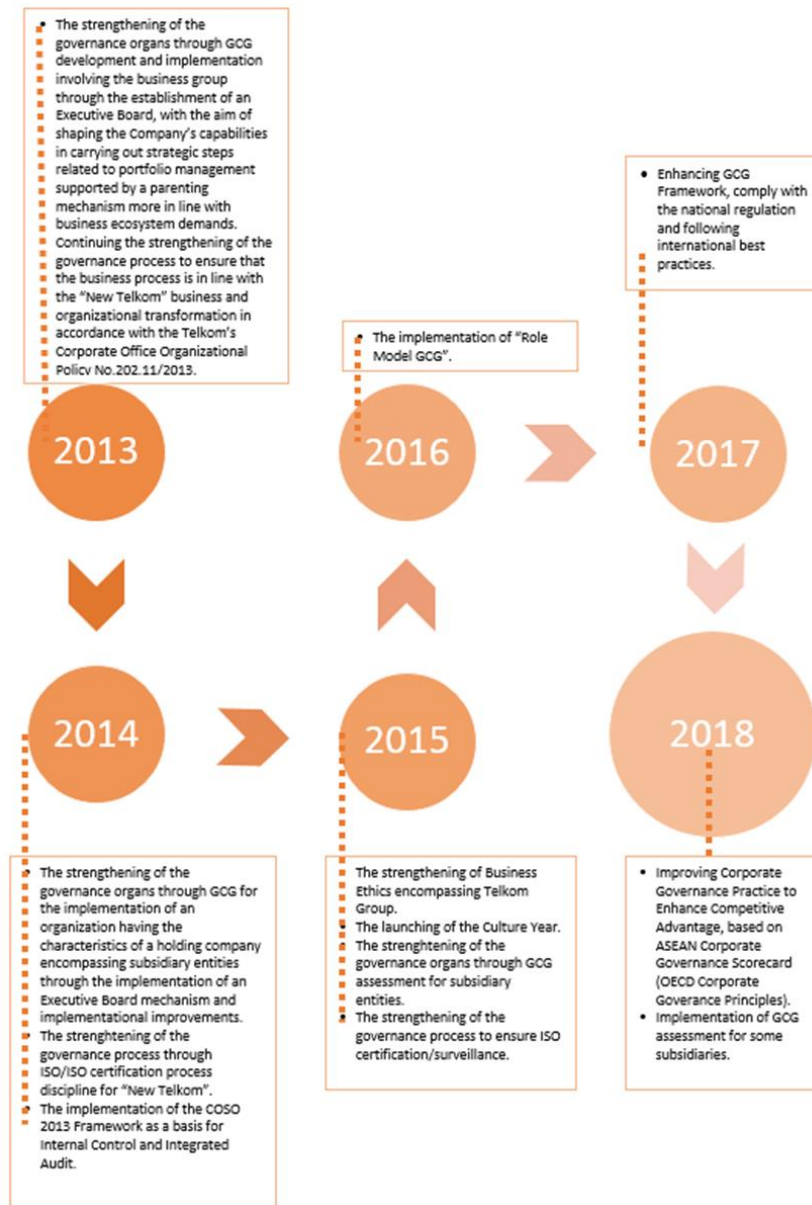 • The strengthening of the
governance organs through GCG
development and implementation
involving the business group
through the establishment of an
Executive Board, with the aim of
shaping the Company's capabilities
in carrying out strategic steps
related to portfolio management
supported by a parenting
mechanism more in line with
business ecosystem demands.
Continuing the strengthening of the
governance process to ensure that
the business process is in line with
the "New Telkom" business and
organizational transformation in
accordance with the Telkom's
Corporate Office Organizational
Policy No.202.11/2013.
2013
2014
• The strengthening of the
governance organs through GCG for
the implementation of an
organization having the
characteristics of a holding company
encompassing subsidiary entities
through the implementation of an
Executive Board mechanism and
implementational improvements.
• The strenghtening of the
governance process through
ISO/ISO certification process
discipline for "New Telkom".
• The implementation of the COSO
2013 Framework as a basis for
Internal Control and Integrated
Audit.
2015
The strengthening of Business
Ethics encompassing Telkom
Group.
• The launching of the Culture Year.
• The strenghtening of the
governance organs through GCG
assessment for subsidiary
entities.
• The strengthening of the
governance process to ensure ISO
certification/surveillance.
• The implementation of "Role
Model GCG".
2016
• Enhancing GCG
Framework, comply with
the national regulation
and following
international best
practices.
2017
2018
• Improving Corporate
Governance Practice to
Enhance Competitive
Advantage, based on
ASEAN Corporate
Governance Scorecard
(OECD Corporate
Goverance Principles).
• Implementation of GCG
assessment for some
subsidiaries.